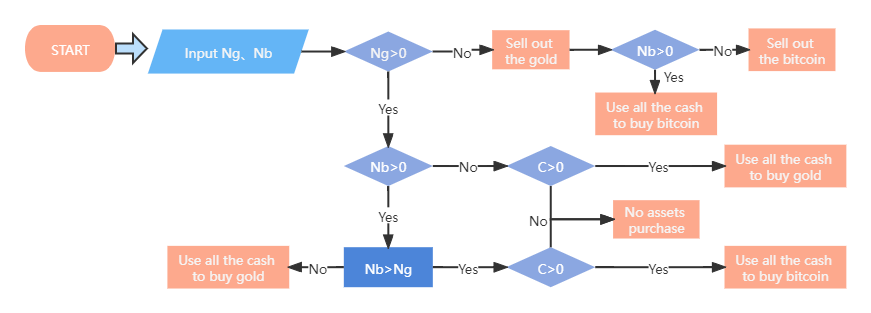 START
Input Ng、Nb
Ng>0
No
Sell out
the gold
Nb>0
No
Sell out
the bitcoin
Yes
Use all the cash
to buy bitcoin
Yes
Nb>0
No
C>0
Yes
Use all the cash
to buy gold
Yes
No
No assets
purchase
Use all the cash
to buy gold
No
Nb>Ng
Yes
C>0
Yes
Use all the cash
to buy bitcoin